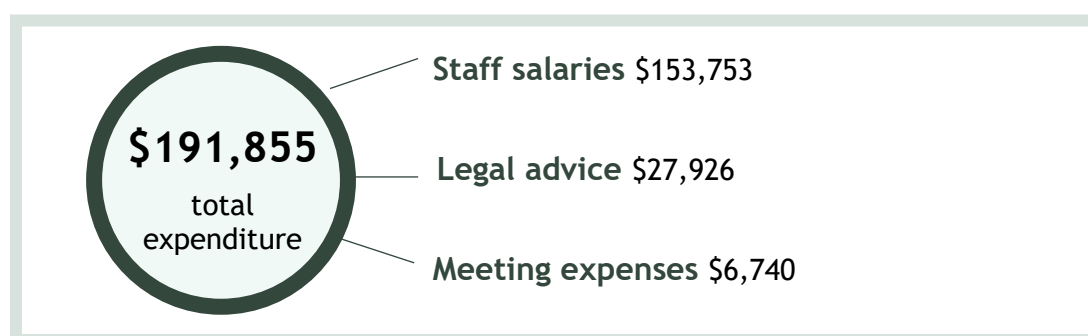 $191,855
total
expenditure
Staff salaries $153,753
Legal advice $27,926
Meeting expenses $6,740